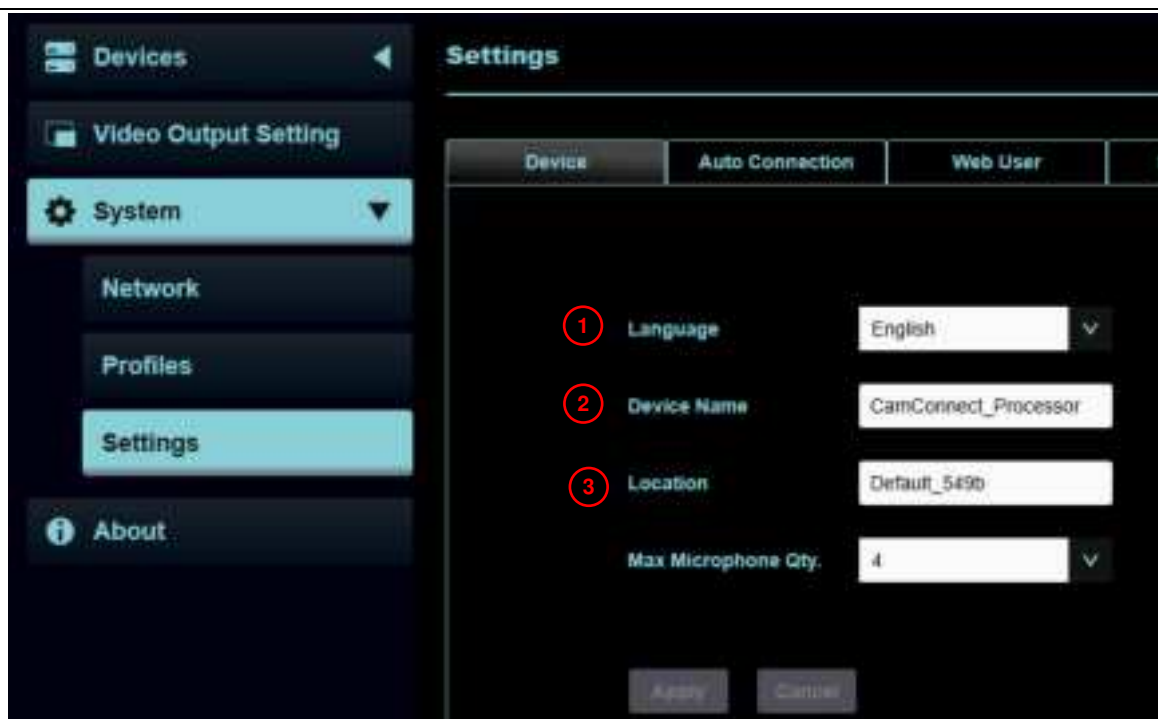 Devices
Video Output Setting
System
Network
Profiles
Settings
About
Settings
Device Auto Connection Web User
1 Language English
2 Device Name CamConnect_Processor
3 Location Default_549b
Max Microphone Qty. 4
Apply Cancel